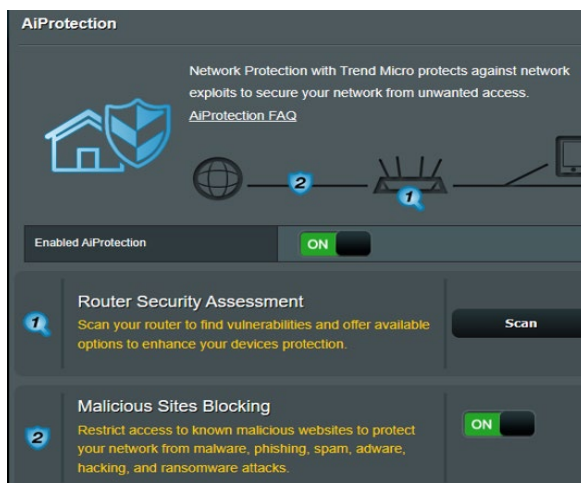 AiProtection
Network Protection with Trend Micro protects against network
exploits to secure your network from unwanted access.
AiProtection FAQ
2
1
Enabled AiProtection
ON
1
Router Security Assessment
Scan your router to find vulnerabilities and offer available
options to enhance your devices protection.
Scan
2
Malicious Sites Blocking
Restrict access to known malicious websites to protect
your network from malware, phishing, spam, adware,
hacking, and ransomware attacks.
ON